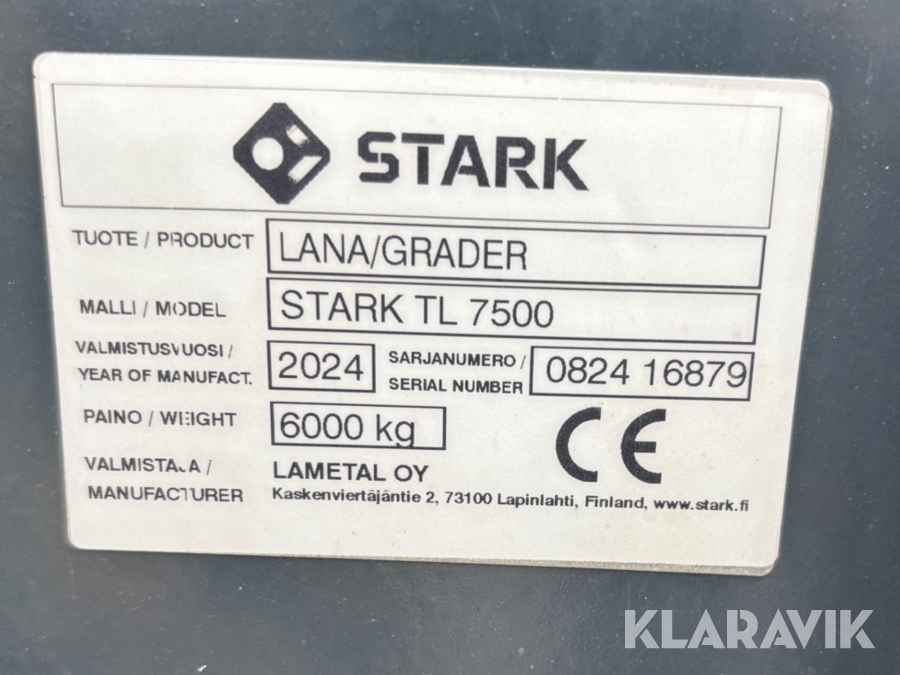 STARK
TUOTE / PRODUCT LANA/GRADER
MALLI / MODEL STARK TL 7500
VALMISTUSVUOSI / YEAR OF MANUFACT. 2024 SARJANUMERO / SERIAL NUMBER 0824 16879
PAINO / WEIGHT 6000 kg
CE
VALMISTAJA / MANUFACTURER LAMETAL OY
Kaskenviertäjäntie 2, 73100 Lapinlahti, Finland, www.stark.fi
KLARAVIK